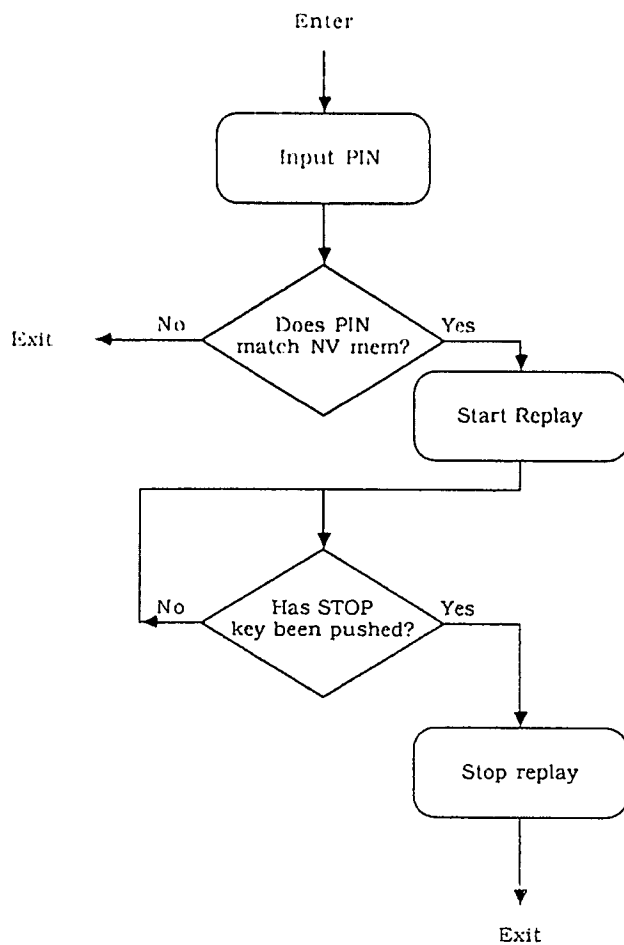 Enter
Input PIN
Does PIN
match NV mem?
No
Yes
Exit
Start Replay
Has STOP
key been pushed?
No
Yes
Stop replay
Exit